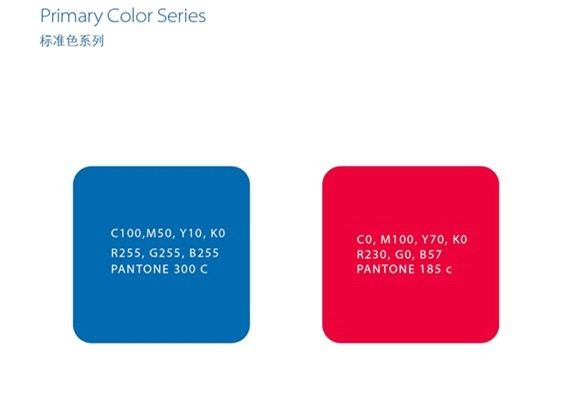 Primary Color Series
标准色系列
C100,M50, Y10, K0
R255, G255, B255
PANTONE 300 C
C0, M100, Y70, K0
R230, G0, B57
PANTONE 185 c